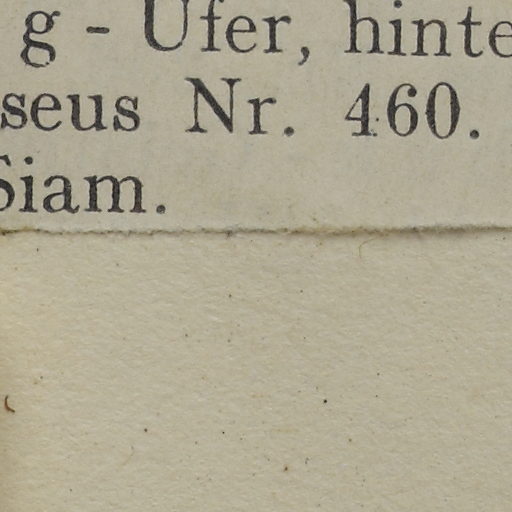 g - Ufer, hinte
seus Nr. 460.
Siam.